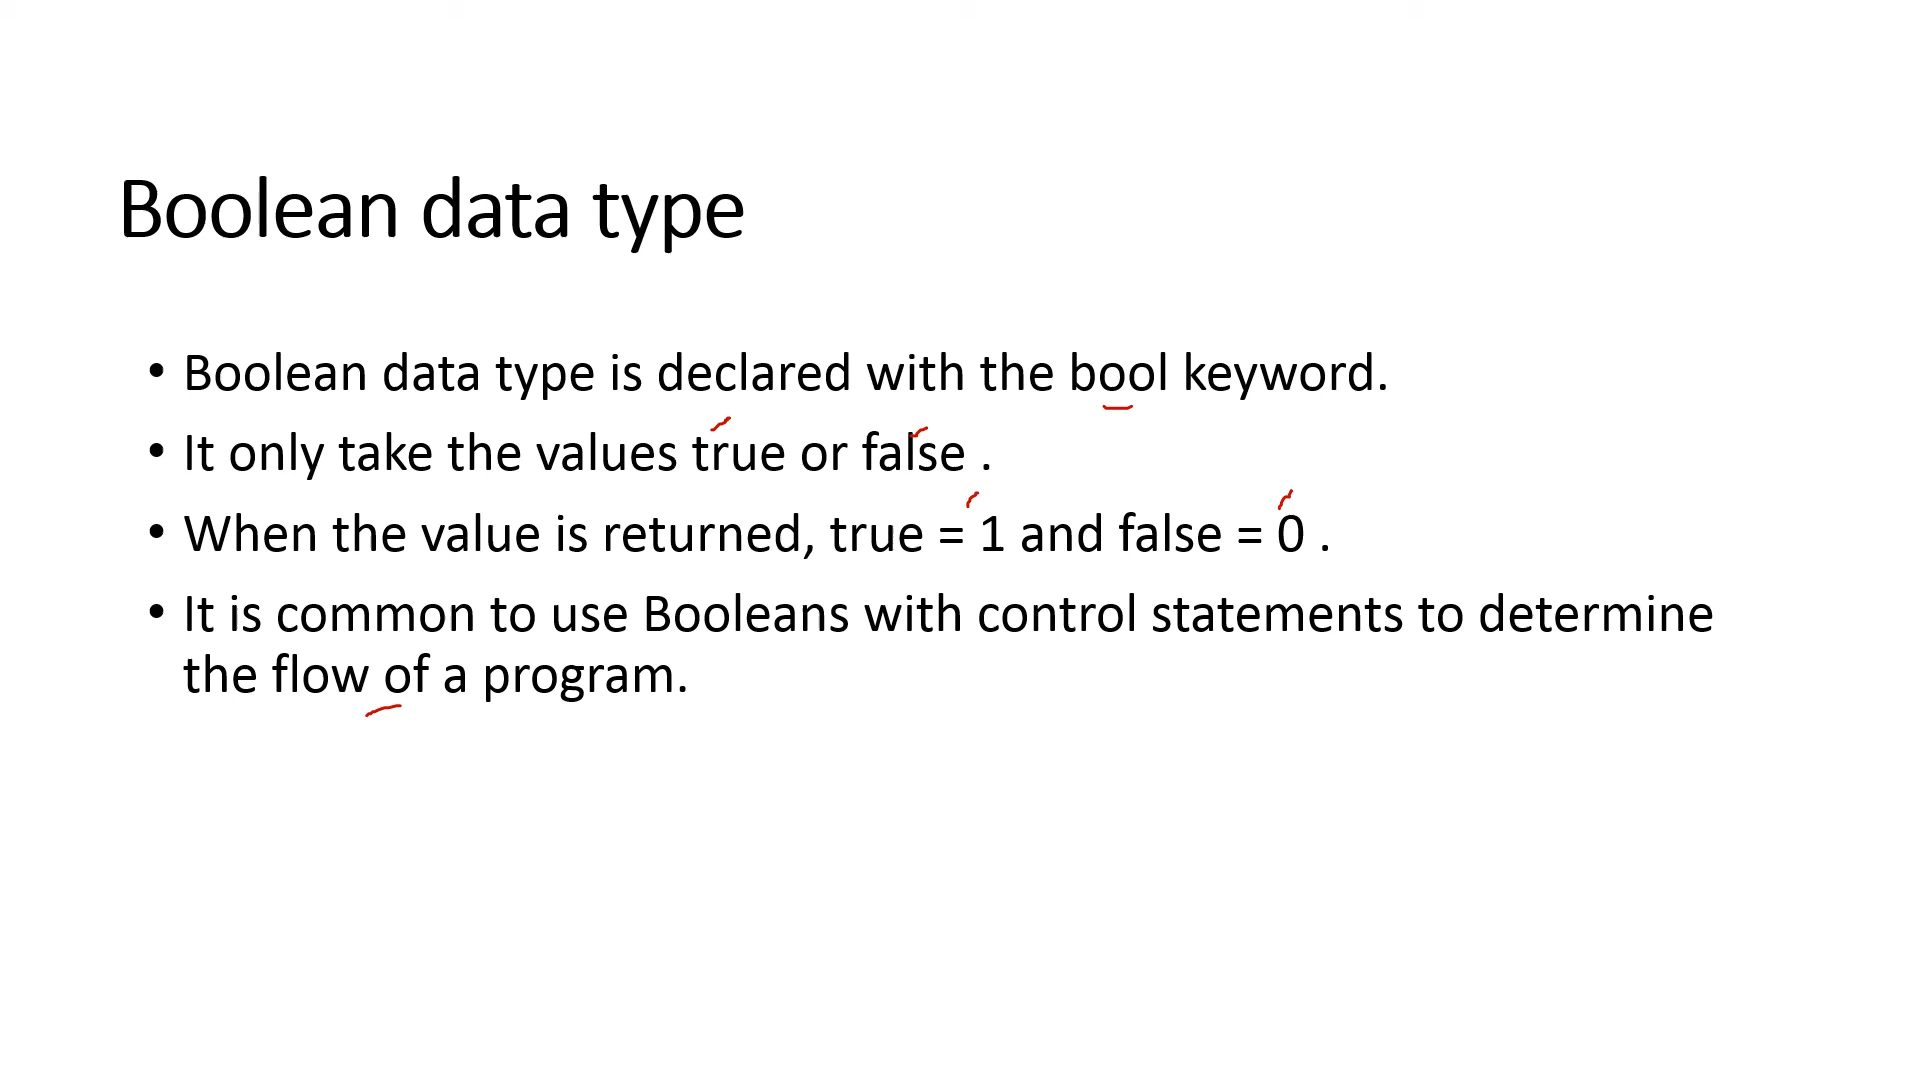 Boolean data type
• Boolean data type is declared with the bool keyword.
• It only take the values true or false .
• When the value is returned, true = 1 and false = 0 .
• It is common to use Booleans with control statements to determine
the flow of a program.